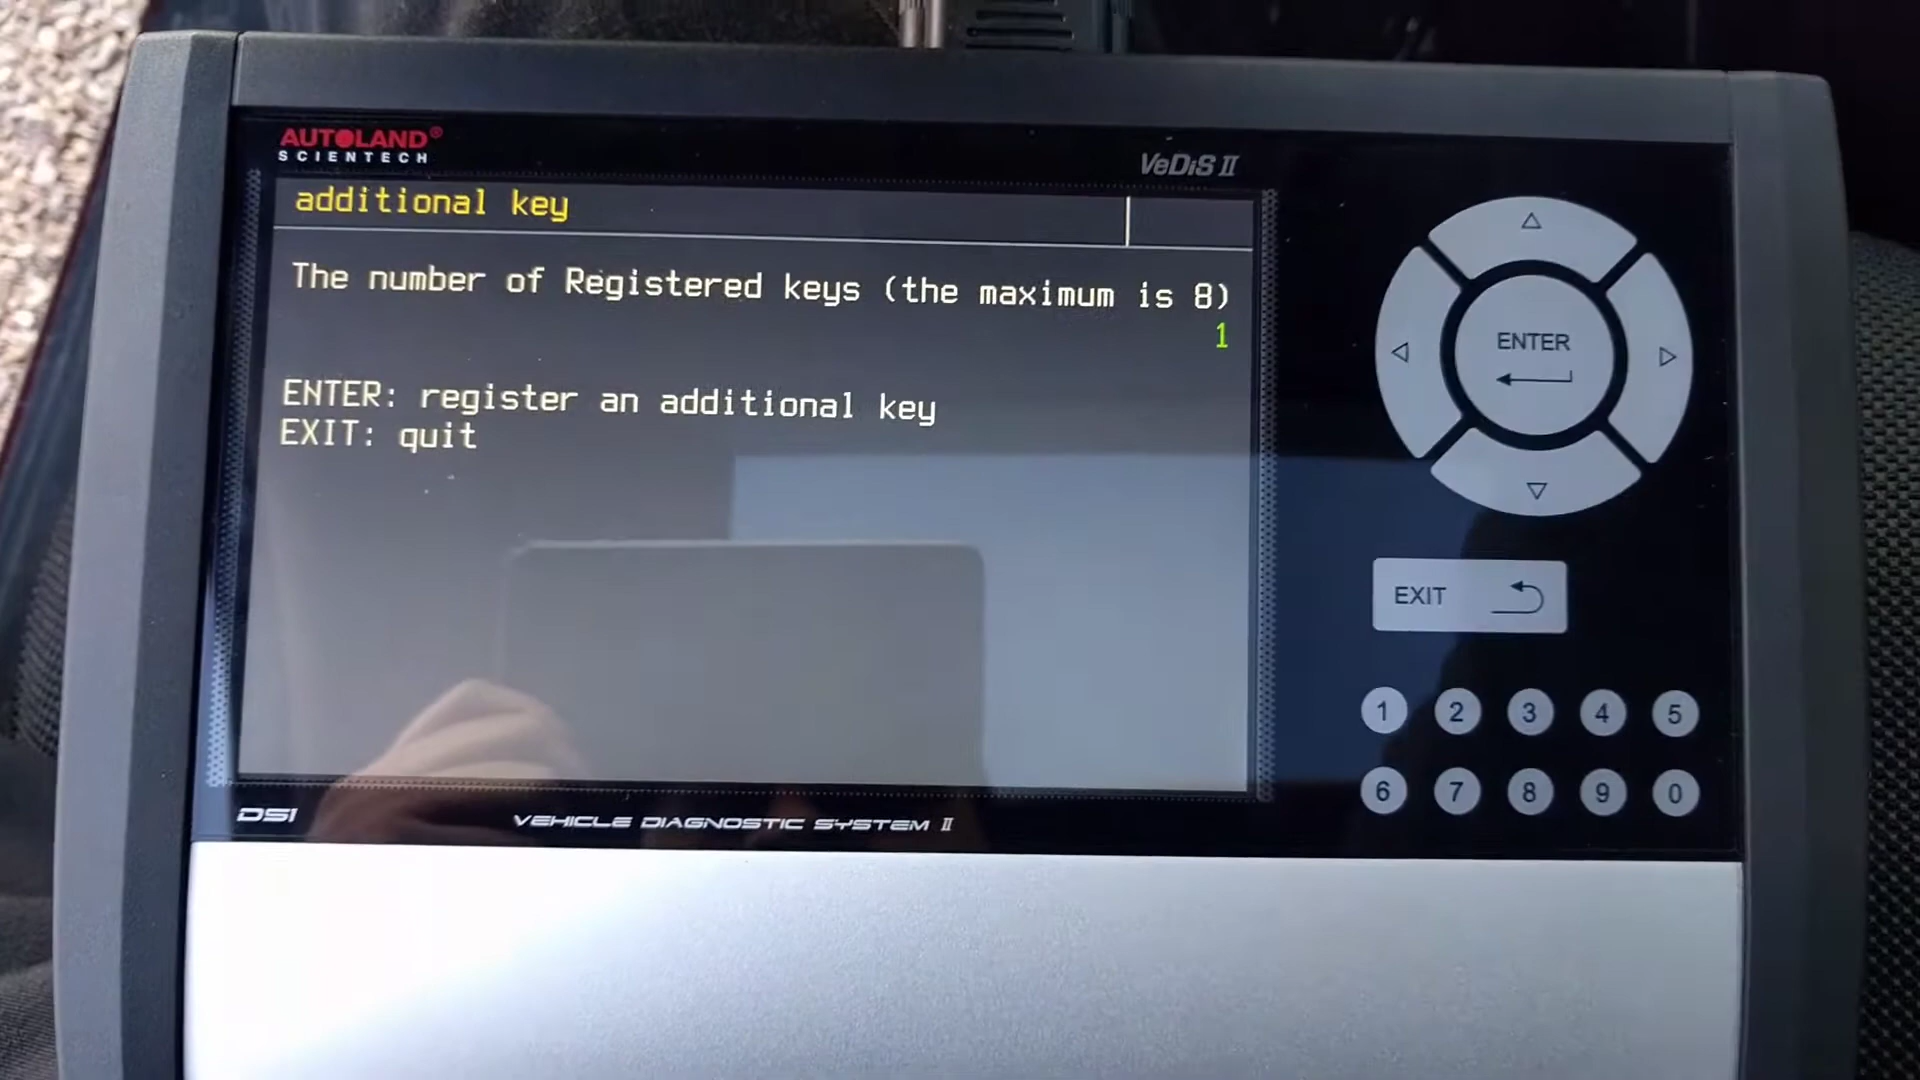 AUTOLAND®
SCIENTECH
VeDiS II
additional key
The number of Registered keys (the maximum is 8)
1
ENTER: register an additional key
EXIT: quit
ENTER
EXIT
1 2 3 4 5
6 7 8 9 0
DS1
VEHICLE DIAGNOSTIC SYSTEM II